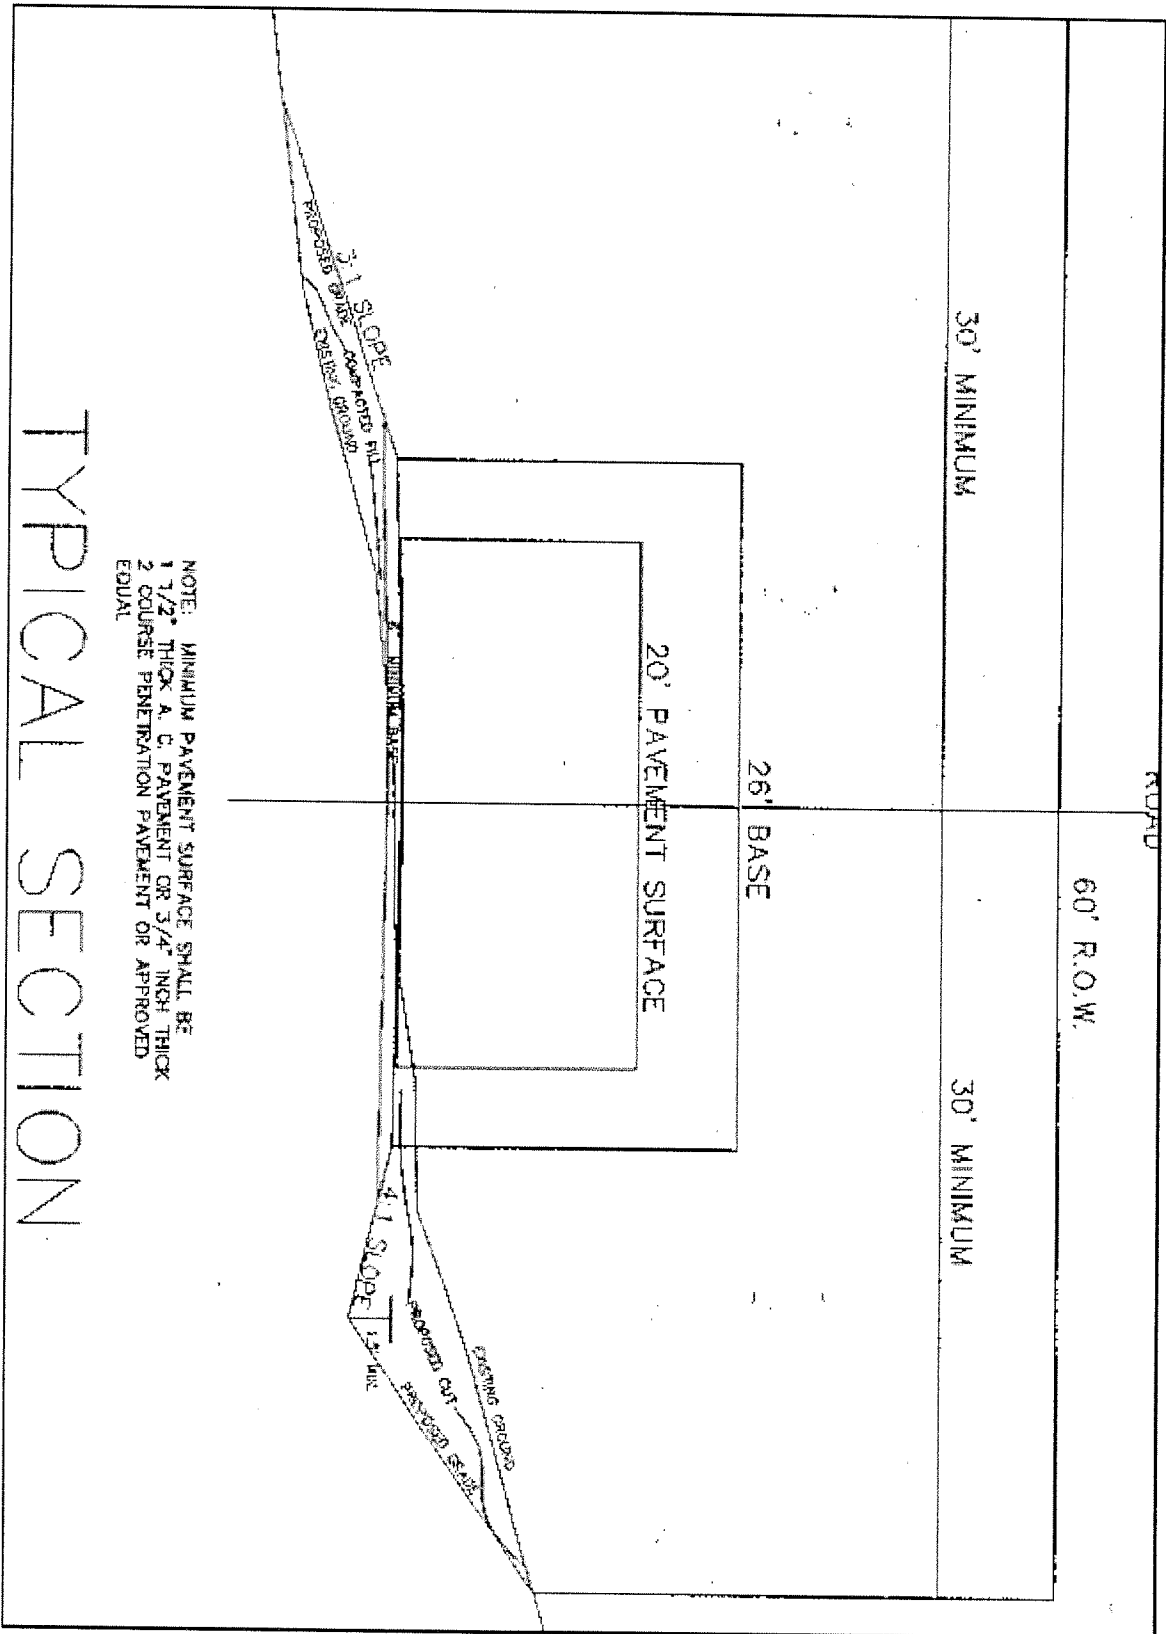 ROAD
60' R.O.W.
30' MINIMUM
30' MINIMUM
26' BASE
20' PAVEMENT SURFACE
3:1 SLOPE
PROPOSED GRADE
COMPACTED FILL
EXISTING GROUND
MINIMUM BASE
4:1 SLOPE
MIN.
PROPOSED CUT
EXISTING GROUND
PROPOSED GRADE
NOTE: MINIMUM PAVEMENT SURFACE SHALL BE
1 1/2" THICK A. C. PAVEMENT OR 3/4" INCH THICK
2 COURSE PENETRATION PAVEMENT OR APPROVED
EQUAL
TYPICAL SECTION